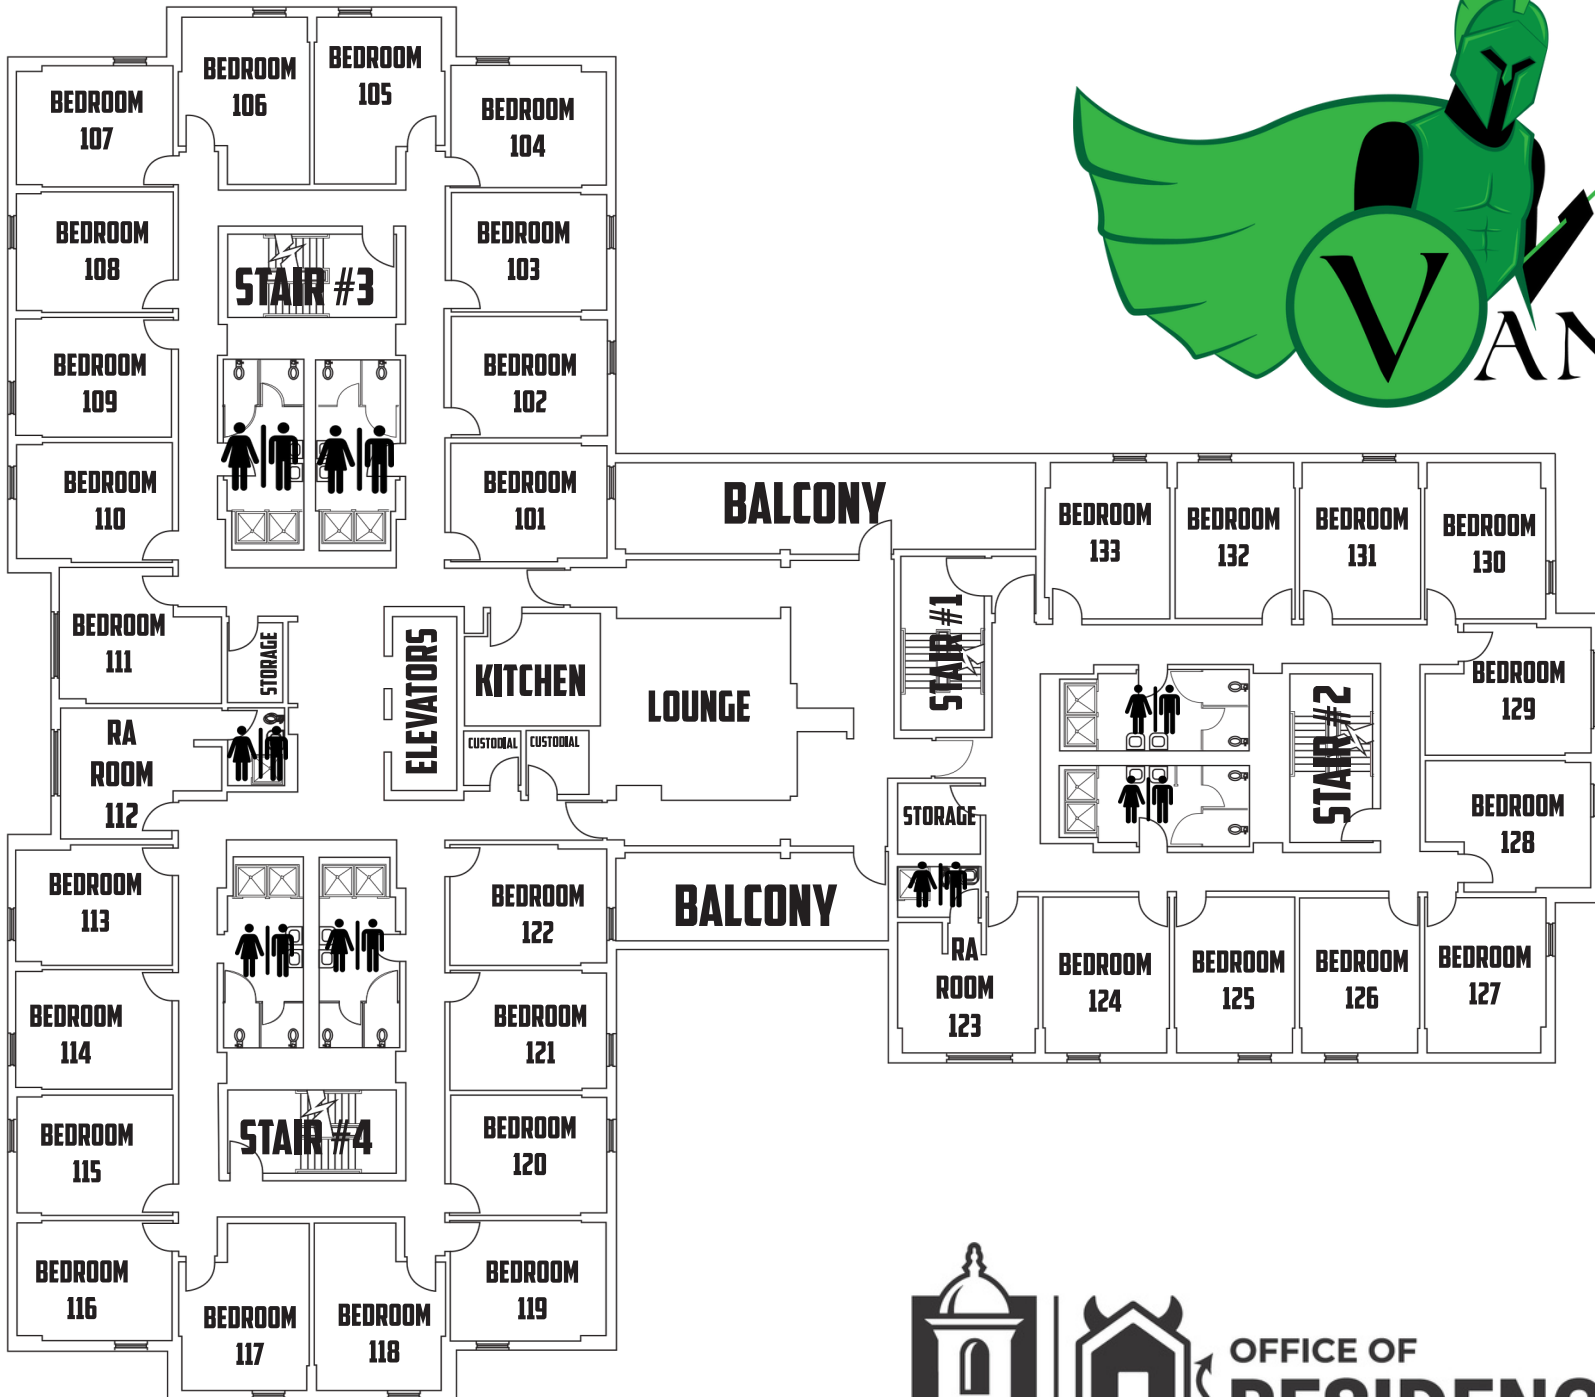 BEDROOM
106
BEDROOM
105
BEDROOM
107
BEDROOM
104
BEDROOM
108
BEDROOM
103
STAIR #3
BEDROOM
109
BEDROOM
102
BEDROOM
110
BEDROOM
101
BALCONY
BEDROOM
133
BEDROOM
132
BEDROOM
131
BEDROOM
130
BEDROOM
111
STORAGE
ELEVATORS
KITCHEN
LOUNGE
STAIR #1
STAIR #2
BEDROOM
129
RA
ROOM
112
CUSTODIAL
CUSTODIAL
STORAGE
BEDROOM
128
BEDROOM
113
BEDROOM
122
BALCONY
RA
ROOM
123
BEDROOM
124
BEDROOM
125
BEDROOM
126
BEDROOM
127
BEDROOM
114
BEDROOM
121
BEDROOM
115
STAIR #4
BEDROOM
120
BEDROOM
116
BEDROOM
117
BEDROOM
118
BEDROOM
119
V
OFFICE OF